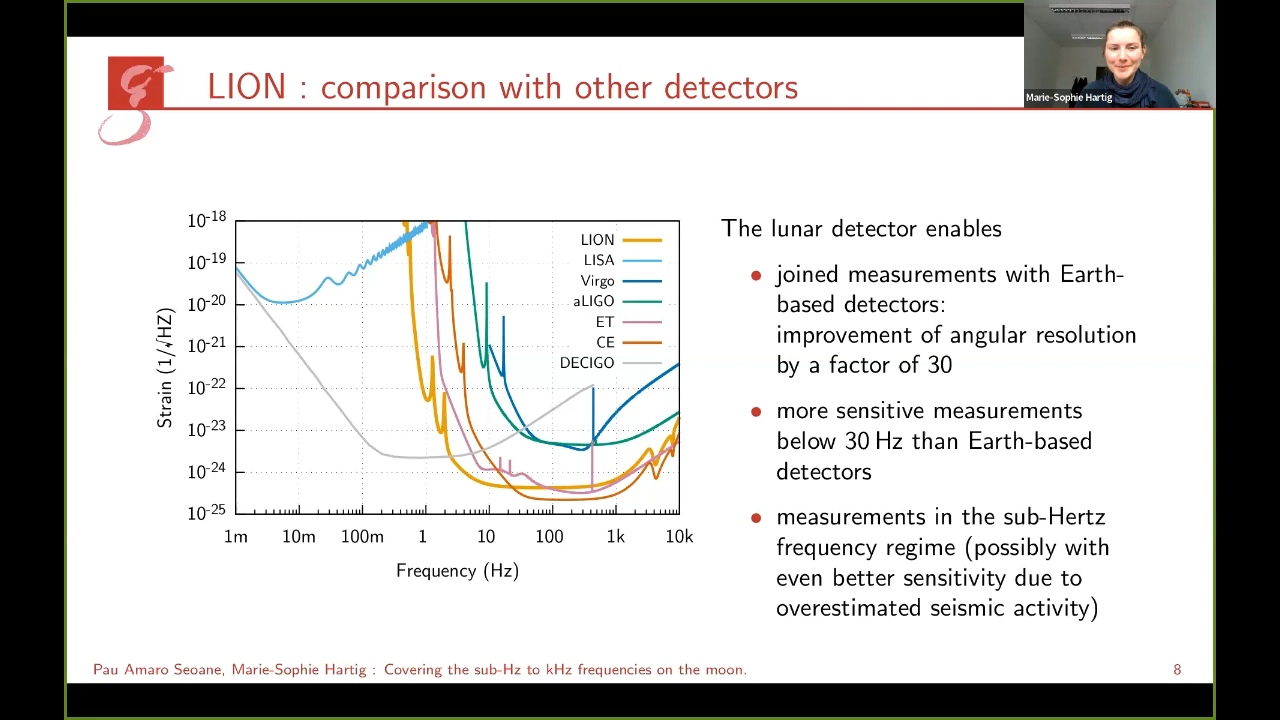 Marie-Sophie Hartig
LION : comparison with other detectors
10-18
10-19
10-20
10-21
10-22
10-23
10-24
10-25
Strain (1/√HZ)
LION
LISA
Virgo
aLIGO
ET
CE
DECIGO
1m 10m 100m 1 10 100 1k 10k
Frequency (Hz)
The lunar detector enables
• joined measurements with Earth-
based detectors:
improvement of angular resolution
by a factor of 30
• more sensitive measurements
below 30 Hz than Earth-based
detectors
• measurements in the sub-Hertz
frequency regime (possibly with
even better sensitivity due to
overestimated seismic activity)
Pau Amaro Seoane, Marie-Sophie Hartig : Covering the sub-Hz to kHz frequencies on the moon.
8